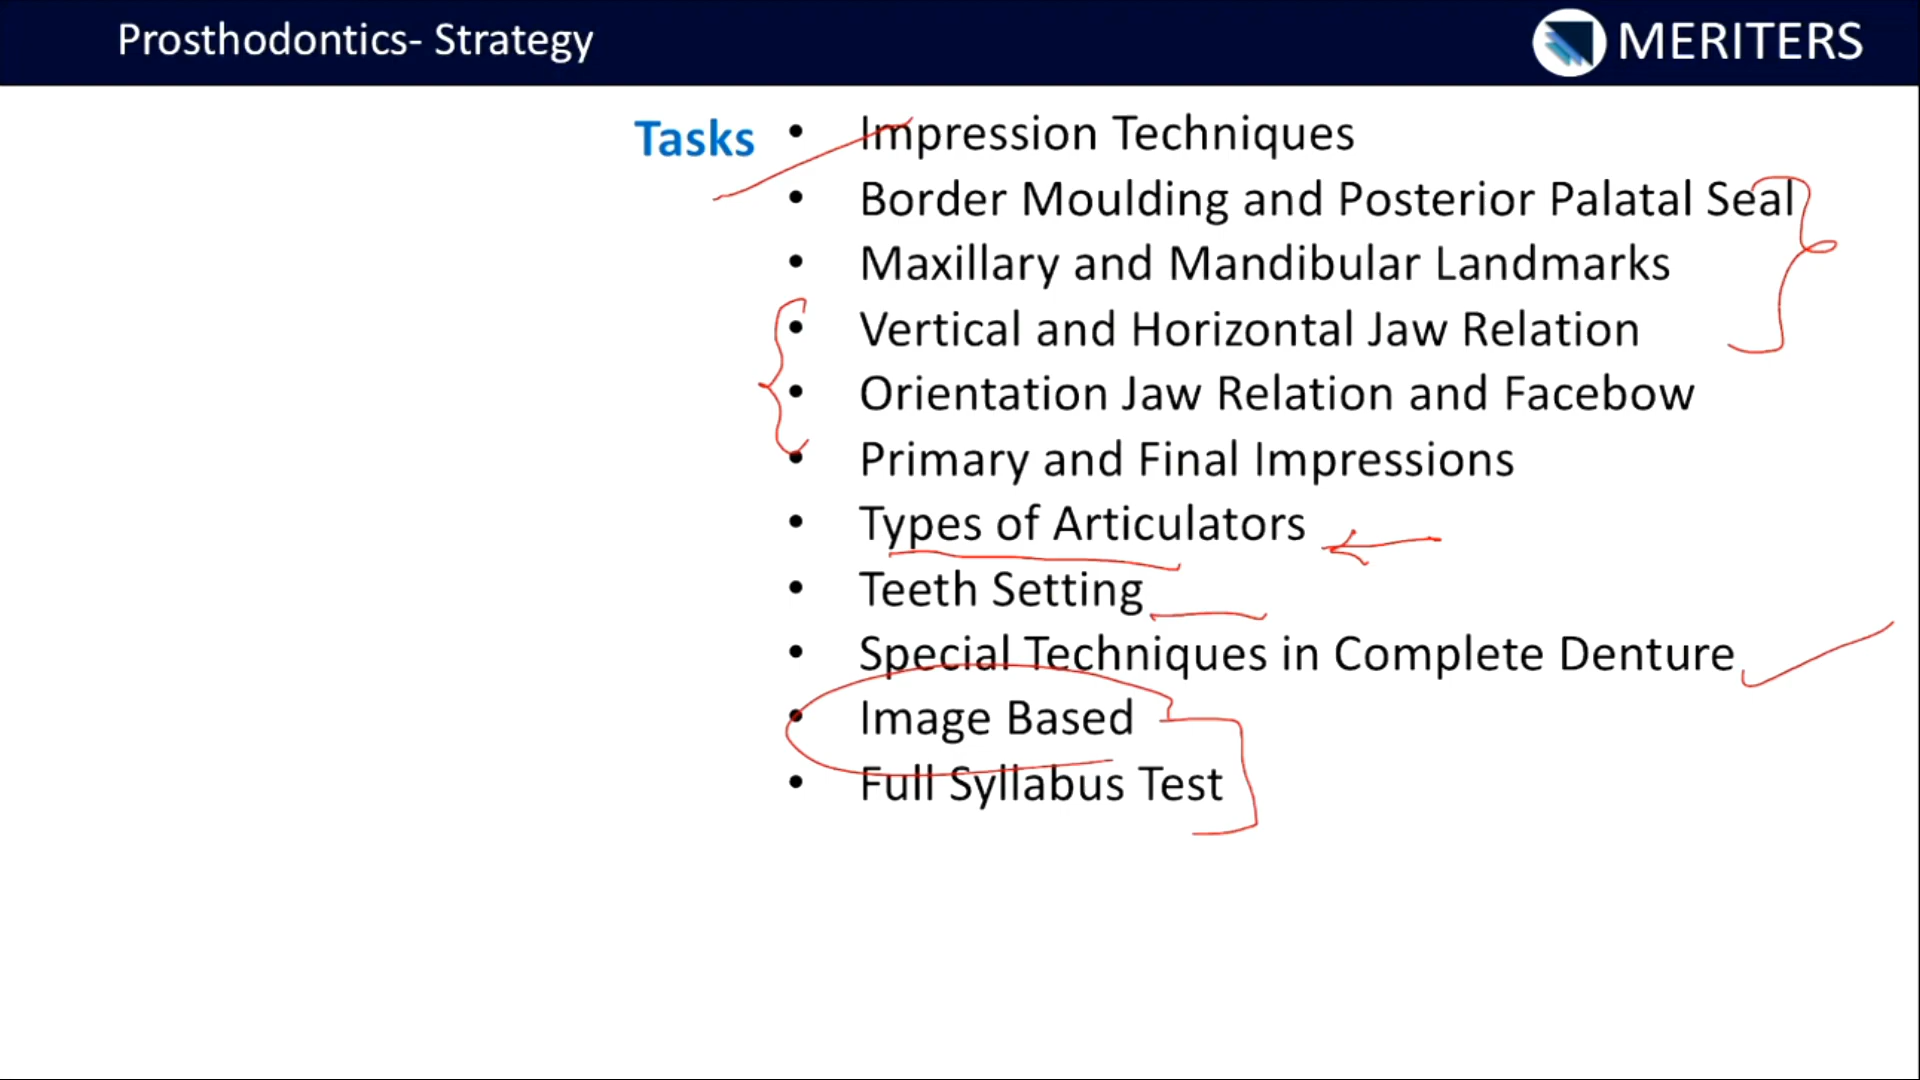 Prosthodontics- Strategy
MERITERS
Tasks
• Impression Techniques
• Border Moulding and Posterior Palatal Seal
• Maxillary and Mandibular Landmarks
• Vertical and Horizontal Jaw Relation
• Orientation Jaw Relation and Facebow
• Primary and Final Impressions
• Types of Articulators
• Teeth Setting
• Special Techniques in Complete Denture
• Image Based
• Full Syllabus Test